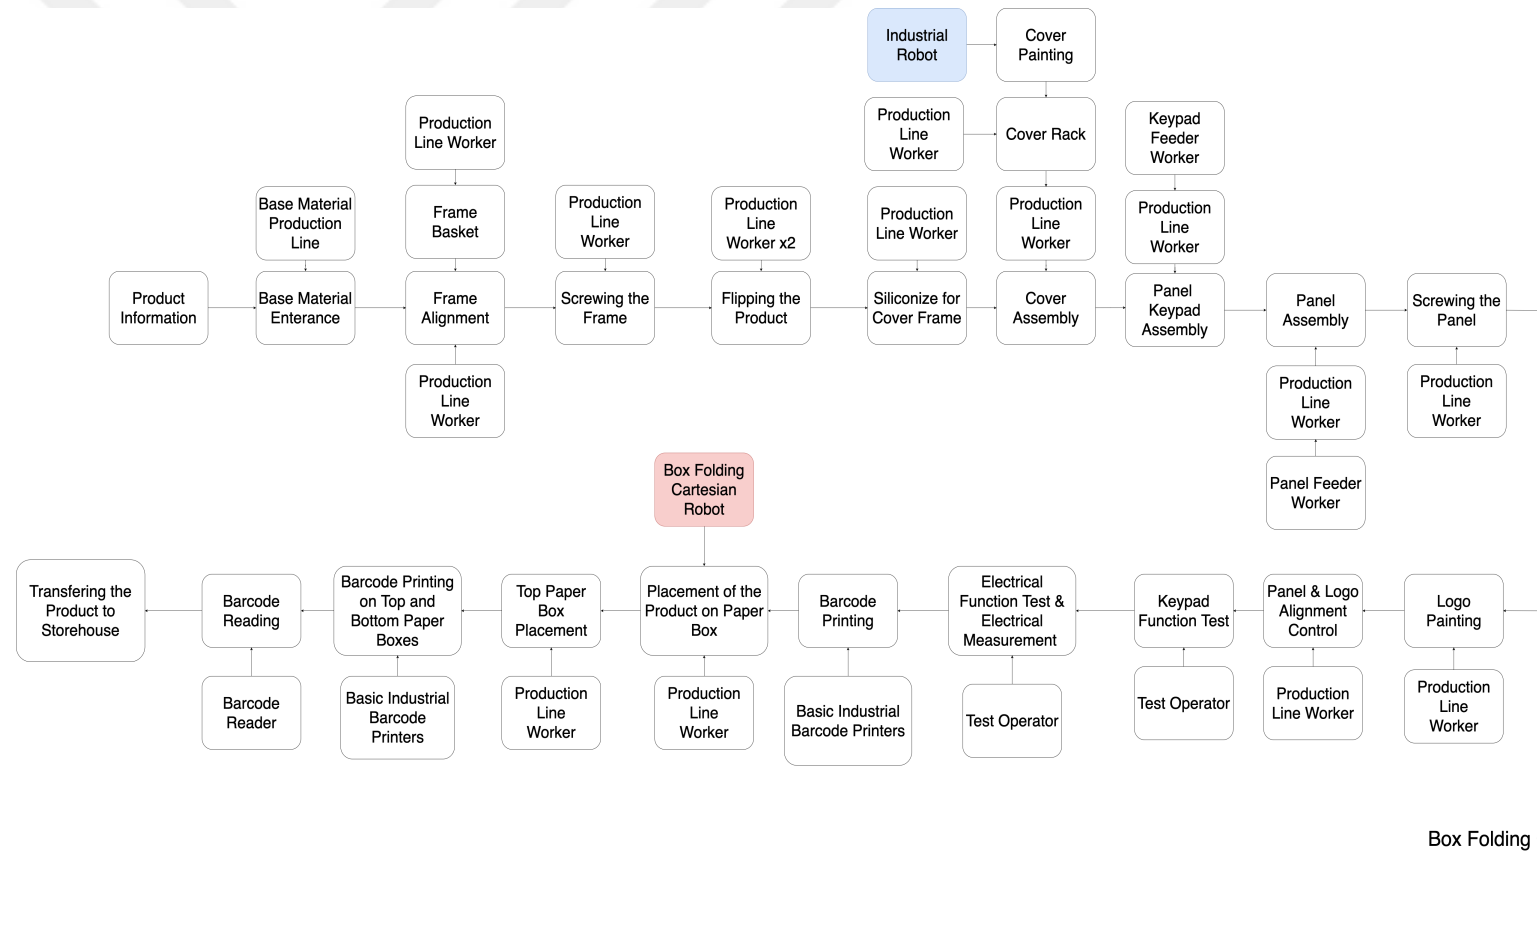 Industrial
Robot
Cover
Painting
Production
Line Worker
Production
Line
Worker
Cover Rack
Keypad
Feeder
Worker
Base Material
Production
Line
Frame
Basket
Production
Line
Worker
Production
Line
Worker x2
Production
Line Worker
Production
Line
Worker
Production
Line
Worker
Product
Information
Base Material
Enterance
Frame
Alignment
Screwing the
Frame
Flipping the
Product
Siliconize for
Cover Frame
Cover
Assembly
Panel
Keypad
Assembly
Panel
Assembly
Screwing the
Panel
Production
Line
Worker
Production
Line
Worker
Production
Line
Worker
Panel Feeder
Worker
Box Folding
Cartesian
Robot
Transfering the
Product to
Storehouse
Barcode
Reading
Barcode Printing
on Top and
Bottom Paper
Boxes
Top Paper
Box
Placement
Placement of the
Product on Paper
Box
Barcode
Printing
Electrical
Function Test &
Electrical
Measurement
Keypad
Function Test
Panel & Logo
Alignment
Control
Logo
Painting
Barcode
Reader
Basic Industrial
Barcode
Printers
Production
Line
Worker
Production
Line
Worker
Basic Industrial
Barcode Printers
Test Operator
Test Operator
Production
Line Worker
Production
Line
Worker
Box Folding